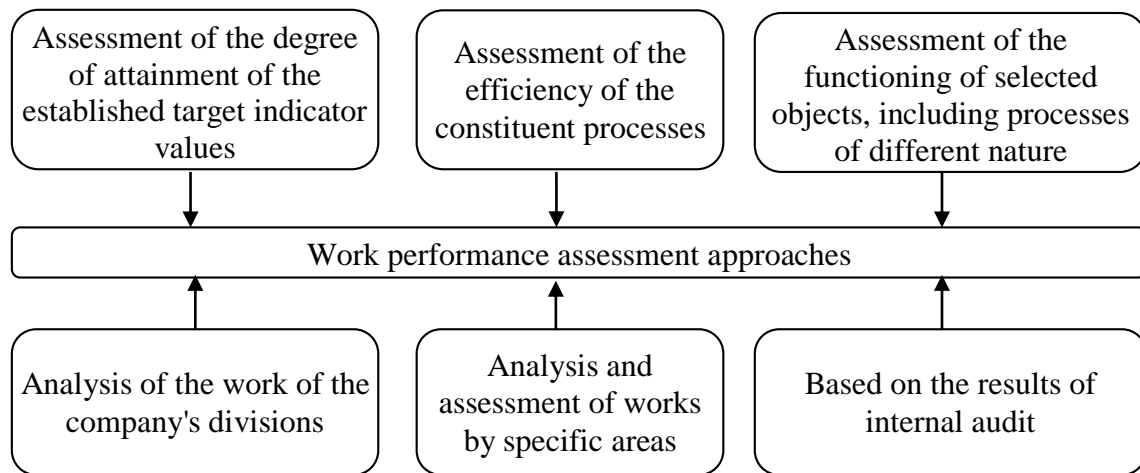 Assessment of the degree
of attainment of the
established target indicator
values
Assessment of the
efficiency of the
constituent processes
Assessment of the
functioning of selected
objects, including processes
of different nature
Work performance assessment approaches
Analysis of the work of the
company's divisions
Analysis and
assessment of works
by specific areas
Based on the results of
internal audit